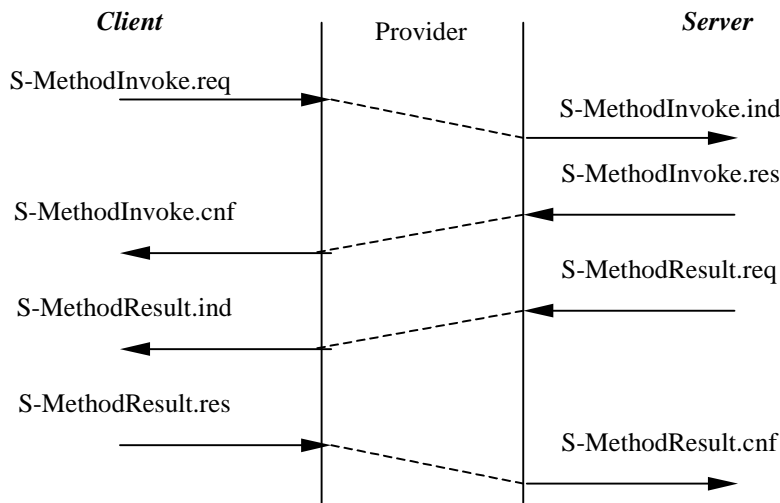 Client
Provider
Server
S-MethodInvoke.req
S-MethodInvoke.ind
S-MethodInvoke.res
S-MethodInvoke.cnf
S-MethodResult.req
S-MethodResult.ind
S-MethodResult.res
S-MethodResult.cnf